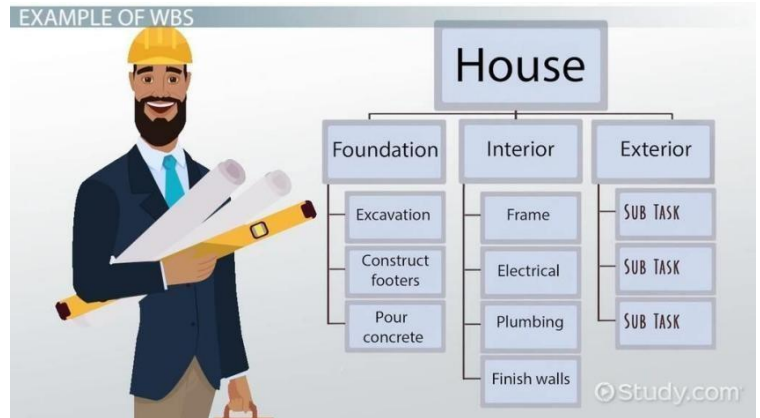 EXAMPLE OF WBS
House
Foundation
Excavation
Construct
footers
Pour
concrete
Interior
Frame
Electrical
Plumbing
Finish walls
Exterior
SUB TASK
SUB TASK
SUB TASK
Study.com